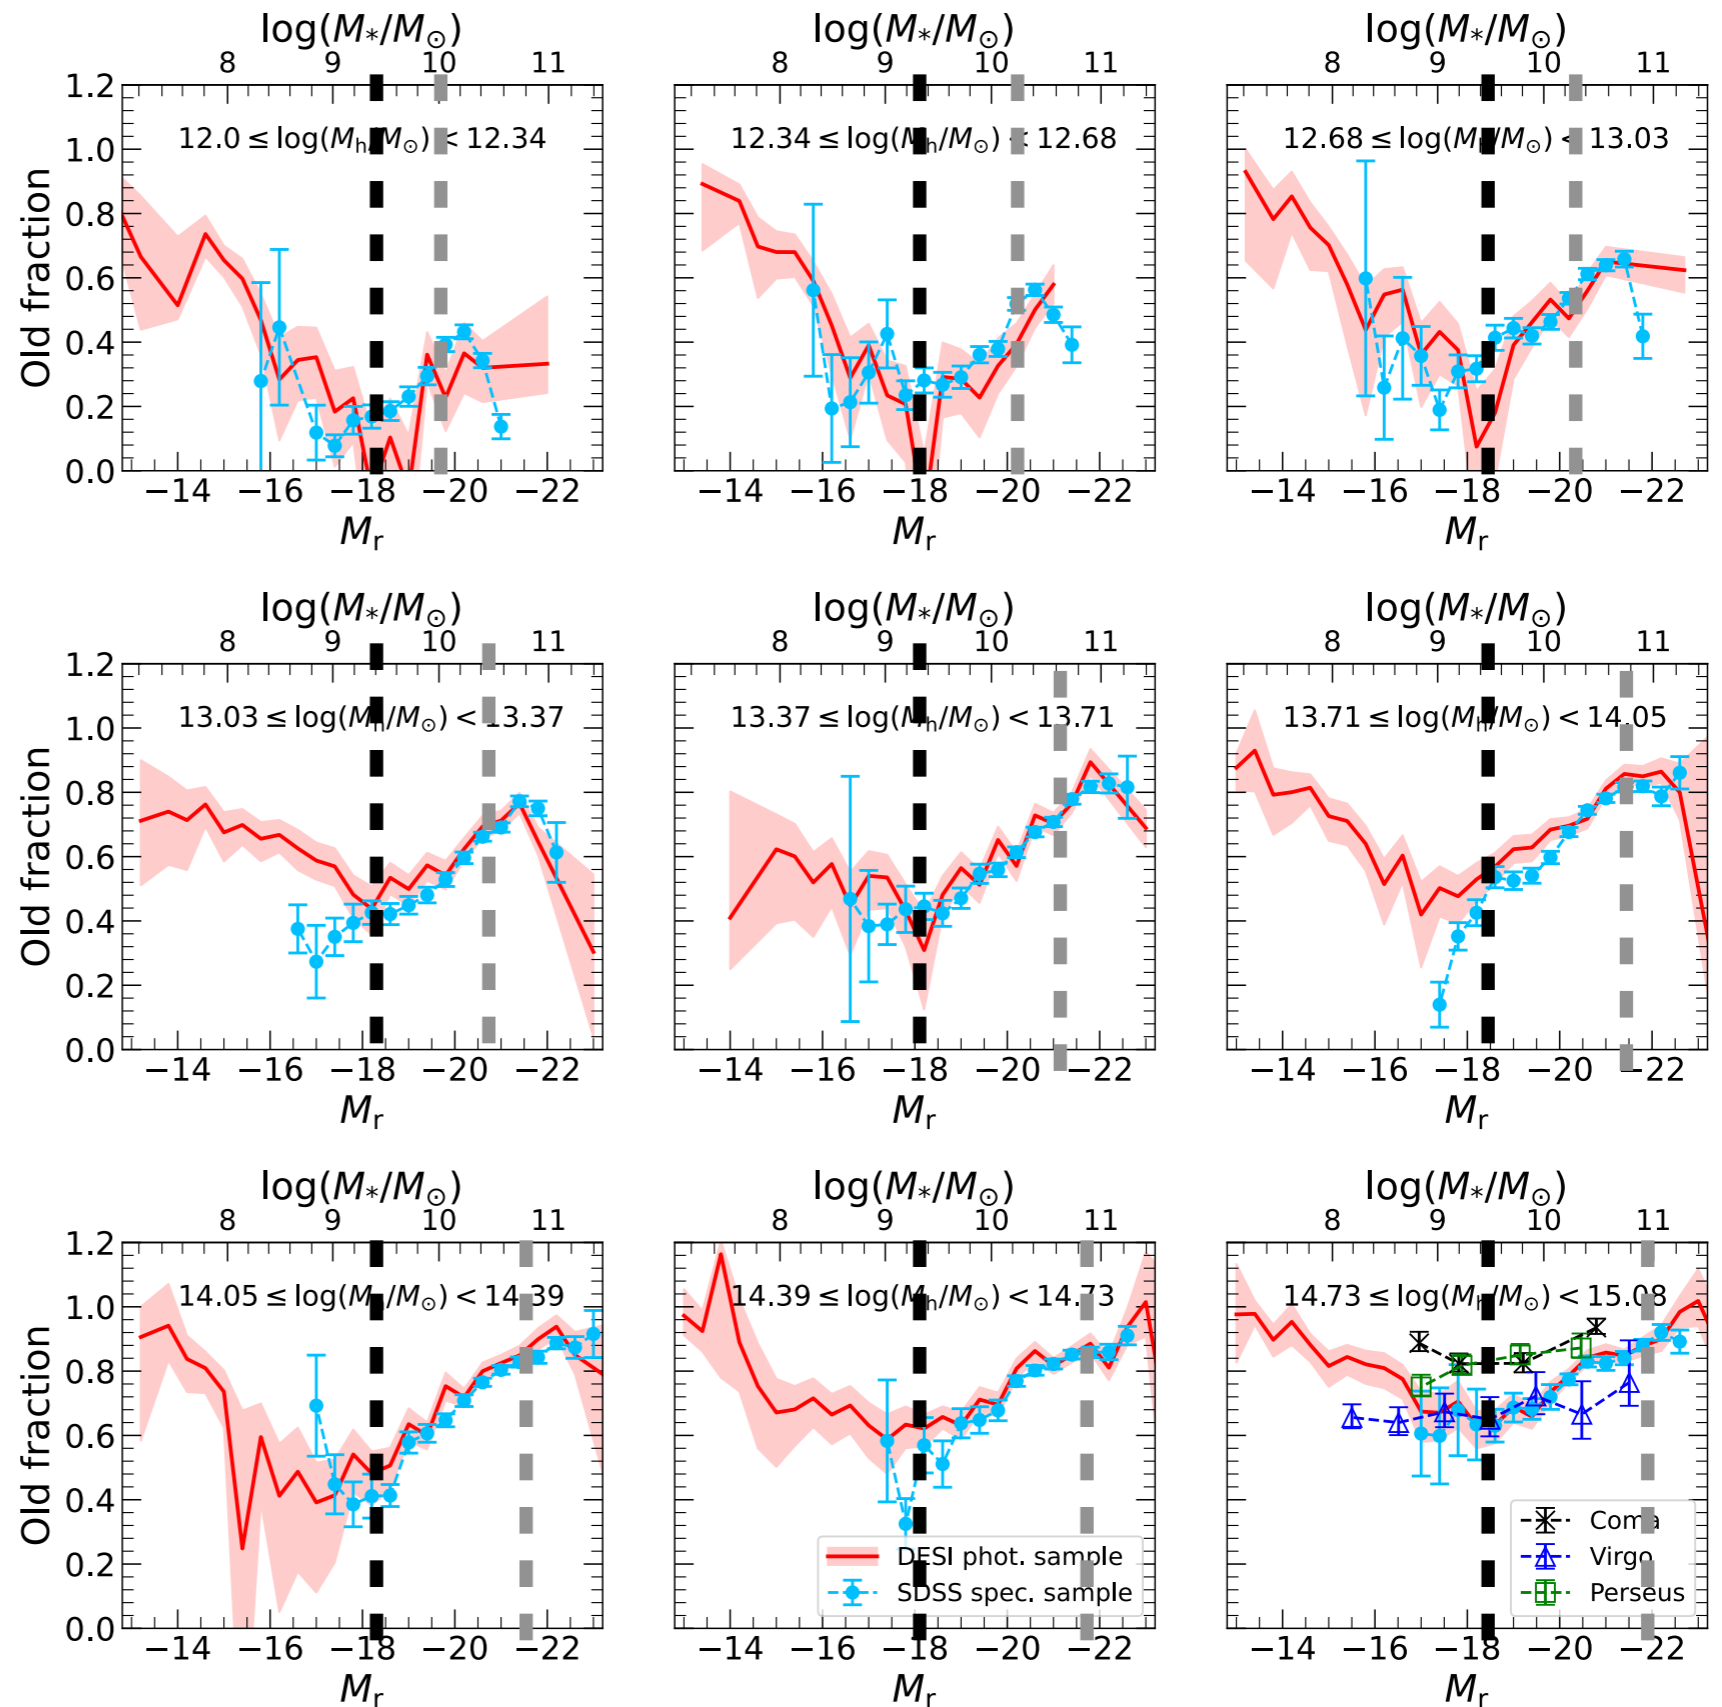 log(M*/M⊙) log(M*/M⊙) log(M*/M⊙)
8 9 10 11 8 9 10 11 8 9 10 11
1.2
12.0 ≤ log(Mh/M⊙) < 12.34 12.34 ≤ log(Mh/M⊙) < 12.68 12.68 ≤ log(Mh/M⊙) < 13.03
1.0
0.8
Old fraction
0.6
0.4
0.2
0.0
−14 −16 −18 −20 −22 −14 −16 −18 −20 −22 −14 −16 −18 −20 −22
Mr Mr Mr
log(M*/M⊙) log(M*/M⊙) log(M*/M⊙)
8 9 10 11 8 9 10 11 8 9 10 11
1.2
13.03 ≤ log(Mh/M⊙) < 13.37 13.37 ≤ log(Mh/M⊙) < 13.71 13.71 ≤ log(Mh/M⊙) < 14.05
1.0
0.8
Old fraction
0.6
0.4
0.2
0.0
−14 −16 −18 −20 −22 −14 −16 −18 −20 −22 −14 −16 −18 −20 −22
Mr Mr Mr
log(M*/M⊙) log(M*/M⊙) log(M*/M⊙)
8 9 10 11 8 9 10 11 8 9 10 11
1.2
14.05 ≤ log(Mh/M⊙) < 14.39 14.39 ≤ log(Mh/M⊙) < 14.73 14.73 ≤ log(Mh/M⊙) < 15.08
1.0
0.8
Old fraction
0.6
0.4
0.2
0.0
DESI phot. sample
SDSS spec. sample
Coma
Virgo
Perseus
−14 −16 −18 −20 −22 −14 −16 −18 −20 −22 −14 −16 −18 −20 −22
Mr Mr Mr